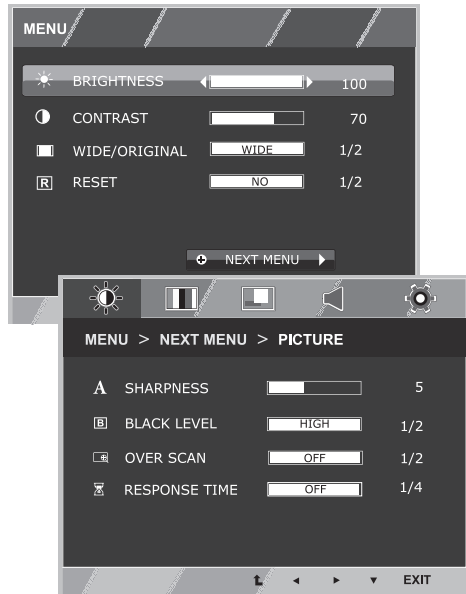 MENU
BRIGHTNESS 100
CONTRAST 70
WIDE/ORIGINAL WIDE 1/2
R RESET NO 1/2
NEXT MENU
MENU > NEXT MENU > PICTURE
A SHARPNESS 5
B BLACK LEVEL HIGH 1/2
OVER SCAN OFF 1/2
RESPONSE TIME OFF 1/4
EXIT